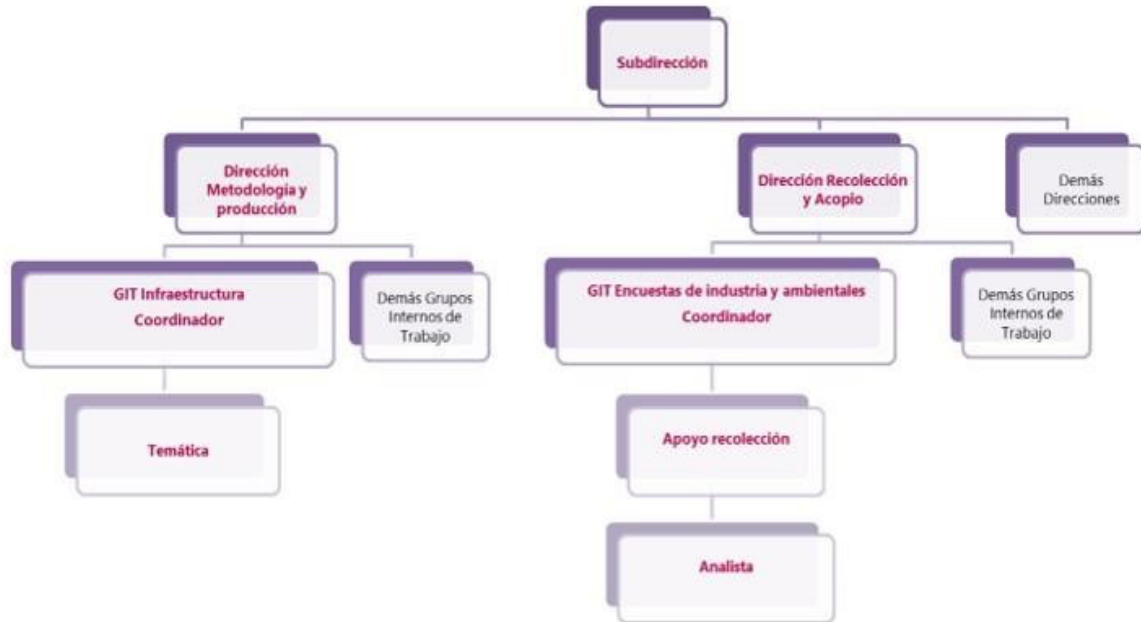 Subdirección
Dirección
Metodología y
producción
Dirección Recolección
y Acopio
Demás
Direcciones
GIT Infraestructura
Coordinador
Demás Grupos
Internos de
Trabajo
GIT Encuestas de industria y ambientales
Coordinador
Demás Grupos
Internos de
Trabajo
Temática
Apoyo recolección
Analista